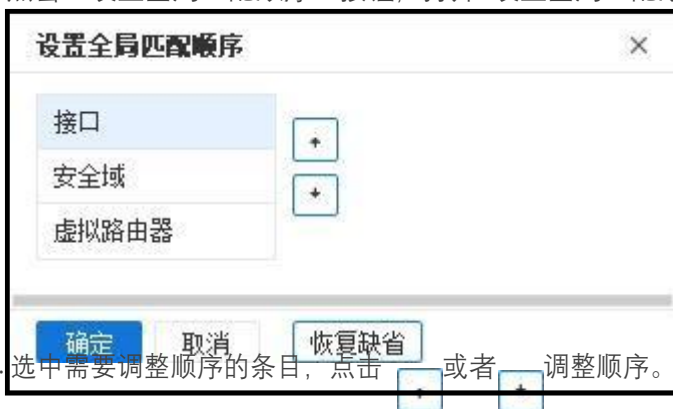 设置全局匹配顺序
接口
安全域
虚拟路由器
确定 取消 恢复缺省
.选中需要调整顺序的条目，点击 或者 调整顺序。